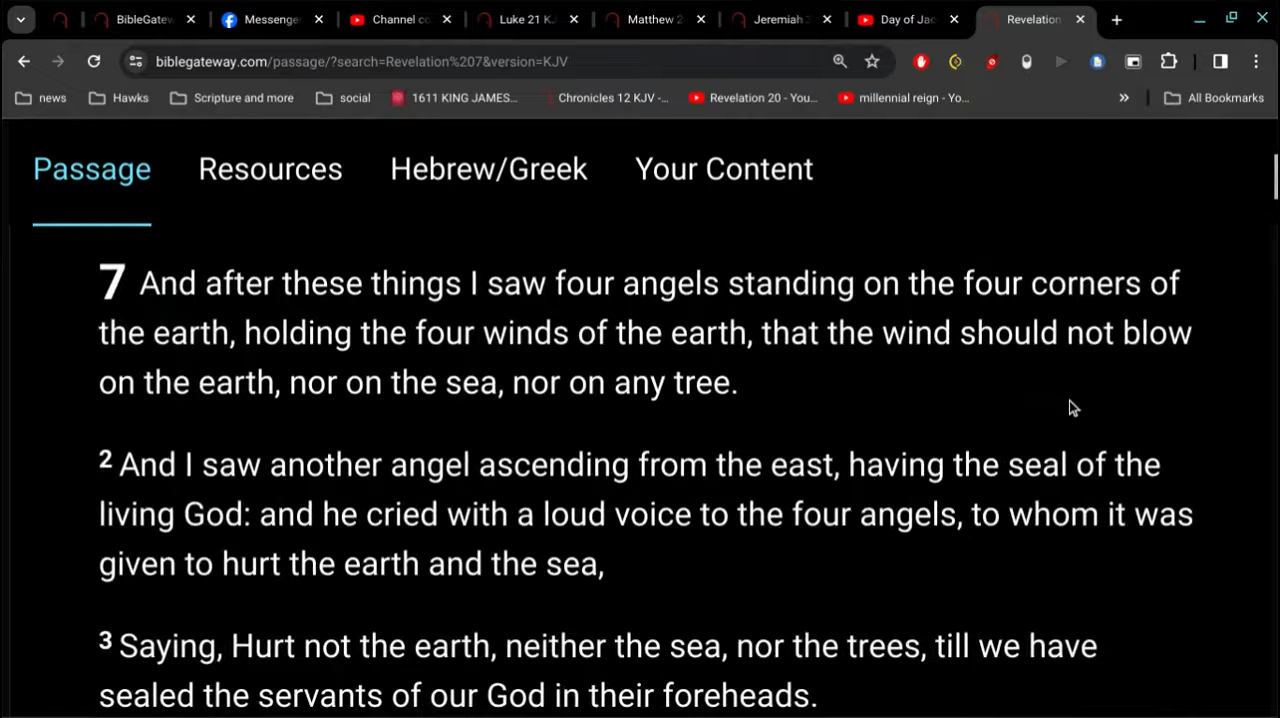 BibleGatew
Messenge
Channel co
Luke 21 KJ
Matthew 2
Jeremiah 3
Day of Jac
Revelation
biblegateway.com/passage/?search=Revelation%207&version=KJV
news
Hawks
Scripture and more
social
1611 KING JAMES...
Chronicles 12 KJV -...
Revelation 20 - You...
millennial reign - Yo...
»
All Bookmarks
Passage
Resources
Hebrew/Greek
Your Content
7 And after these things I saw four angels standing on the four corners of
the earth, holding the four winds of the earth, that the wind should not blow
on the earth, nor on the sea, nor on any tree.
2 And I saw another angel ascending from the east, having the seal of the
living God: and he cried with a loud voice to the four angels, to whom it was
given to hurt the earth and the sea,
3 Saying, Hurt not the earth, neither the sea, nor the trees, till we have
sealed the servants of our God in their foreheads.